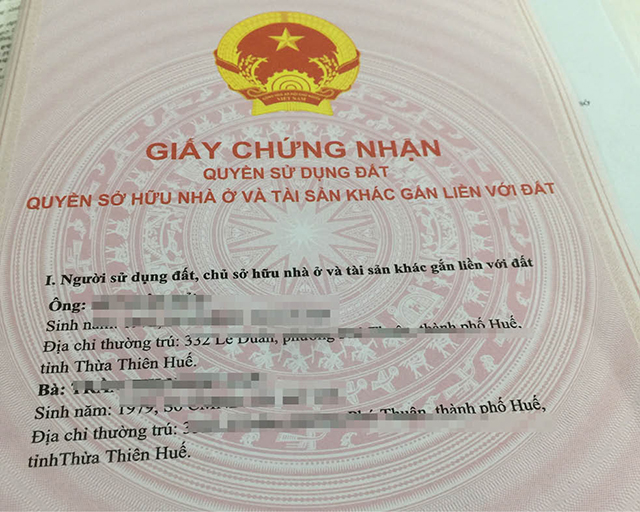 VIỆT NAM
GIẤY CHỨNG NHẬN
QUYỀN SỬ DỤNG ĐẤT
QUYỀN SỞ HỮU NHÀ Ở VÀ TÀI SẢN KHÁC GẮN LIỀN VỚI ĐẤT
I. Người sử dụng đất, chủ sở hữu nhà ở và tài sản khác gắn liền với đất
Ông:
Sinh
Địa chỉ thường trú: 332 Lê Duẩn, thành phố Huế,
tỉnh Thừa Thiên Huế.
Bà:
Sinh năm: 1979, Số
Địa chỉ thường trú: Phú Thuận, thành phố Huế,
tỉnhThừa Thiên Huế.